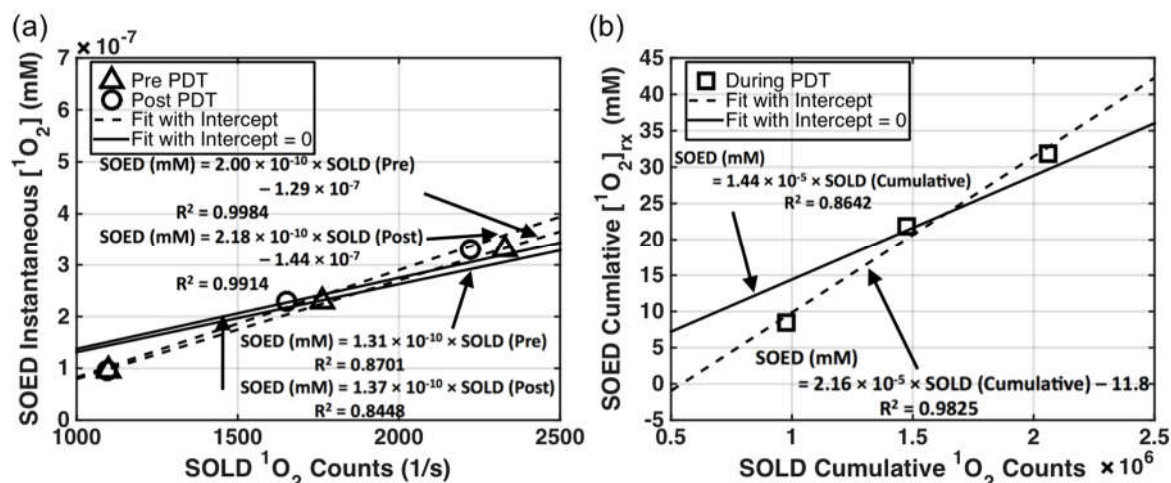 (a)
× 10⁻⁷
7
6
5
4
3
2
1
0
SOED Instantaneous [¹O₂] (mM)
Pre PDT
Post PDT
Fit with Intercept
Fit with Intercept = 0
SOED (mM) = 2.00 × 10⁻¹⁰ × SOLD (Pre)
− 1.29 × 10⁻⁷
R² = 0.9984
SOED (mM) = 2.18 × 10⁻¹⁰ × SOLD (Post)
− 1.44 × 10⁻⁷
R² = 0.9914
SOED (mM) = 1.31 × 10⁻¹⁰ × SOLD (Pre)
R² = 0.8701
SOED (mM) = 1.37 × 10⁻¹⁰ × SOLD (Post)
R² = 0.8448
1000 1500 2000 2500
SOLD ¹O₂ Counts (1/s)
(b)
45
40
35
30
25
20
15
10
5
0
-5
SOED Cumulative [¹O₂]rx (mM)
During PDT
Fit with Intercept
Fit with Intercept = 0
SOED (mM)
= 1.44 × 10⁻⁵ × SOLD (Cumulative)
R² = 0.8642
SOED (mM)
= 2.16 × 10⁻⁵ × SOLD (Cumulative) − 11.8
R² = 0.9825
0.5 1 1.5 2 2.5
SOLD Cumulative ¹O₂ Counts × 10⁶